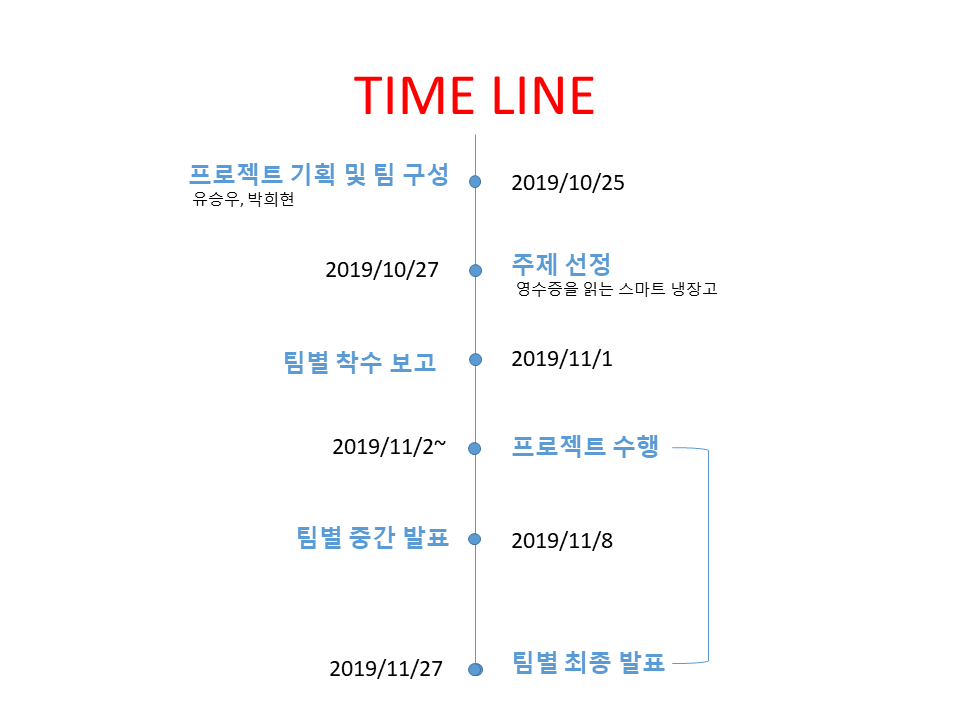 TIME LINE
프로젝트 기획 및 팀 구성
유승우, 박희현
2019/10/25
2019/10/27
주제 선정
영수증을 읽는 스마트 냉장고
팀별 착수 보고
2019/11/1
2019/11/2~
프로젝트 수행
팀별 중간 발표
2019/11/8
2019/11/27
팀별 최종 발표